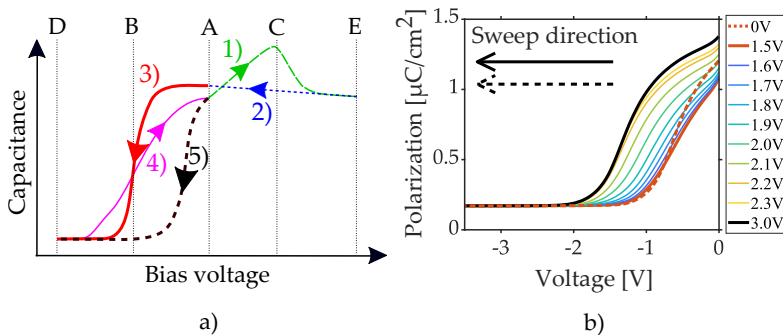 D B A C E
1)
2)
3)
4)
5)
Capacitance
Bias voltage
a)
Sweep direction
Polarization [µC/cm²]
1.5
1
0.5
0
-3 -2 -1 0
Voltage [V]
0V
1.5V
1.6V
1.7V
1.8V
1.9V
2.0V
2.1V
2.2V
2.3V
3.0V
b)